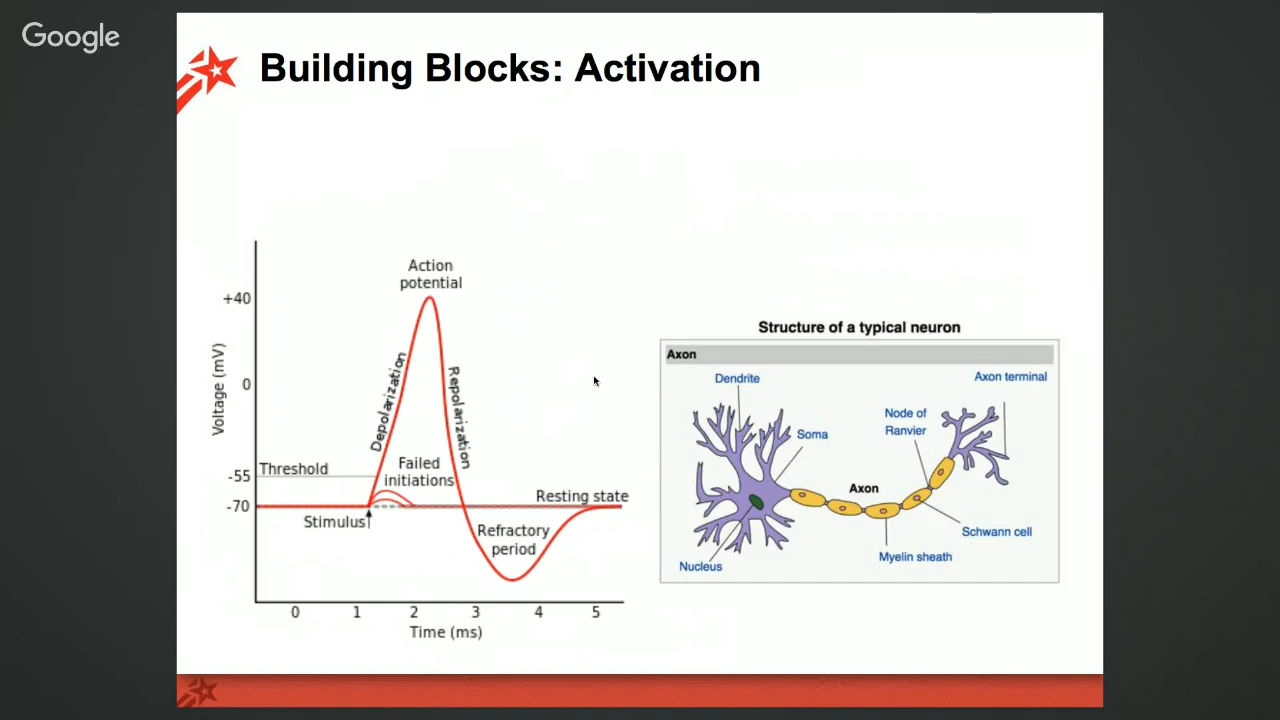 Google
Building Blocks: Activation
Action
potential
+40
0
-55
-70
Voltage (mV)
Depolarization
Repolarization
Threshold
Failed
initiations
Stimulus
Resting state
Refractory
period
0 1 2 3 4 5
Time (ms)
Structure of a typical neuron
Axon
Dendrite
Axon terminal
Node of
Ranvier
Soma
Axon
Schwann cell
Myelin sheath
Nucleus